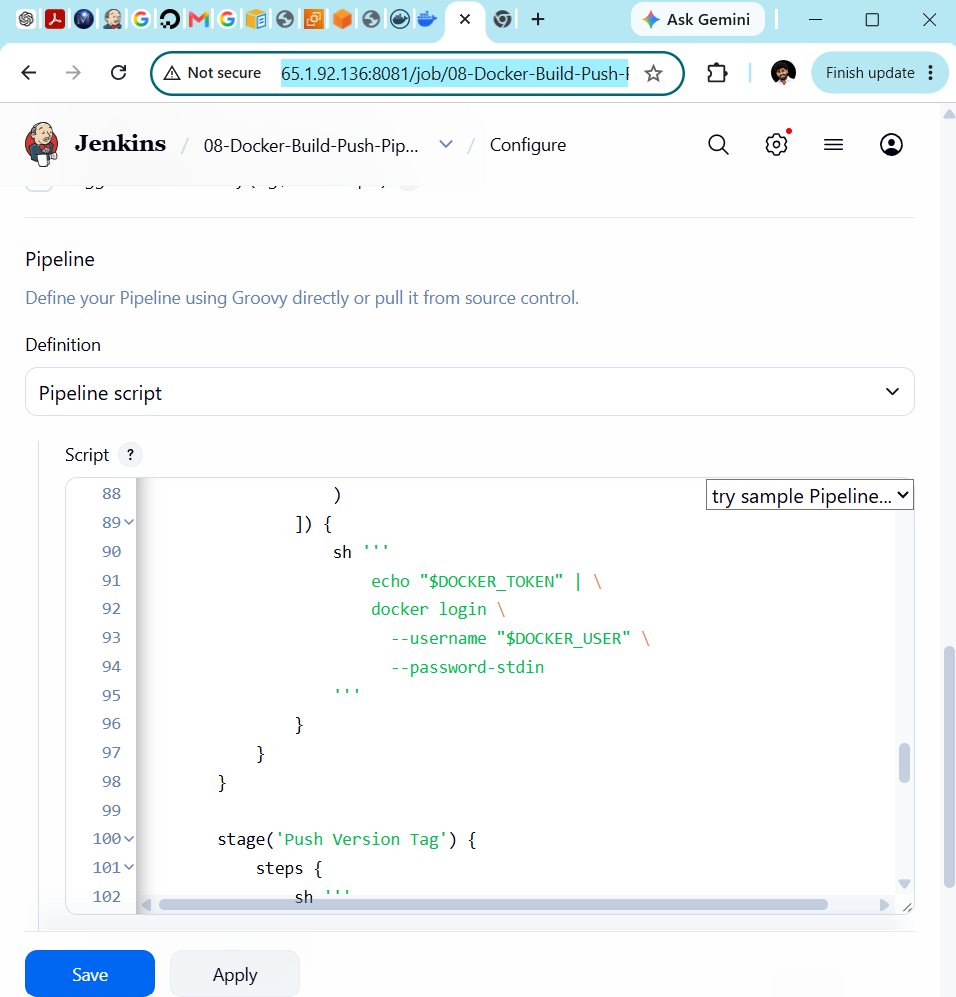 Ask Gemini
Not secure 65.1.92.136:8081/job/08-Docker-Build-Push-
Finish update
Jenkins / 08-Docker-Build-Push-Pip... / Configure
Pipeline
Define your Pipeline using Groovy directly or pull it from source control.
Definition
Pipeline script
Script ?
try sample Pipeline...
88 )
89 ]) {
90 sh '''
91 echo "$DOCKER_TOKEN" | \
92 docker login \
93 --username "$DOCKER_USER" \
94 --password-stdin
95 '''
96 }
97 }
98 }
99
100 stage('Push Version Tag') {
101 steps {
102 sh '''
Save Apply